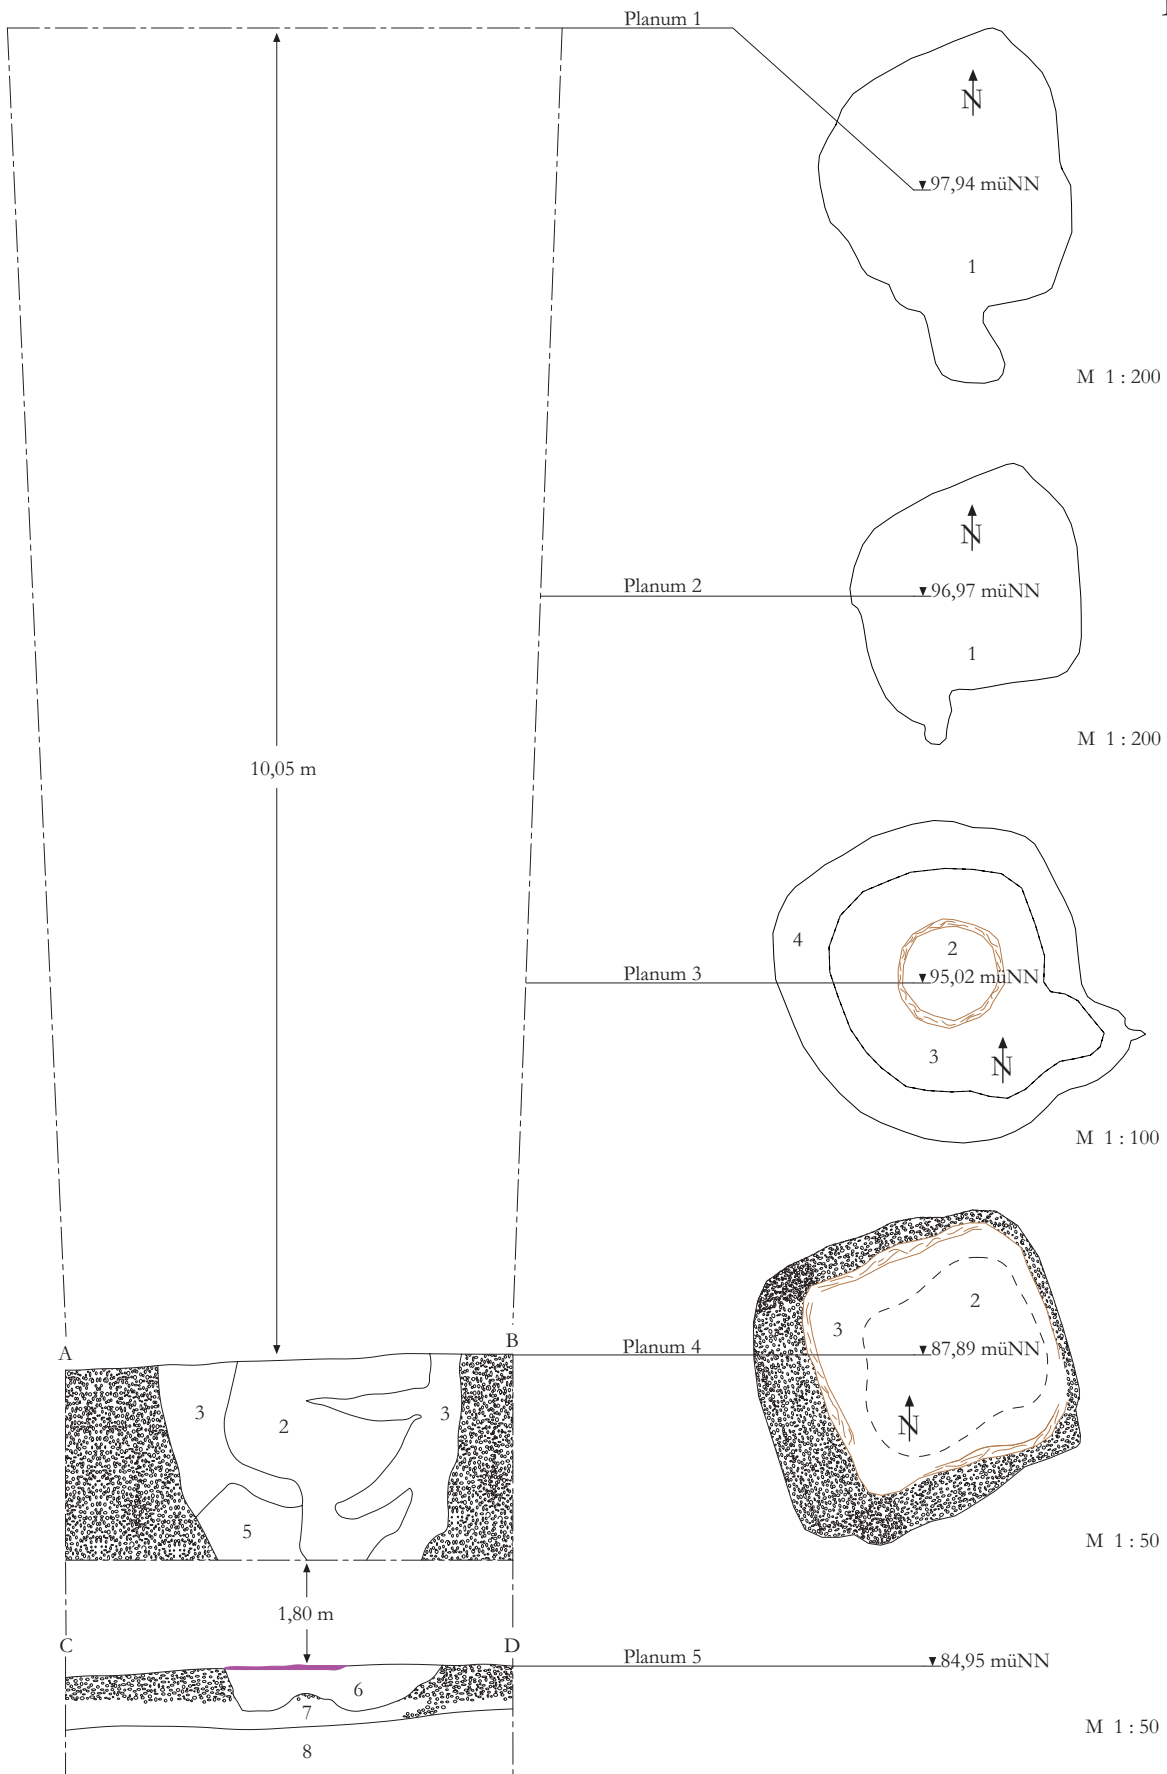 Planum 1
N
97,94 müNN
1
M 1 : 200
N
Planum 2
96,97 müNN
1
M 1 : 200
10,05 m
4
2
Planum 3
95,02 müNN
3
N
M 1 : 100
2
3
A
B
Planum 4
87,89 müNN
N
3
2
3
5
M 1 : 50
1,80 m
C
D
Planum 5
84,95 müNN
6
7
M 1 : 50
8